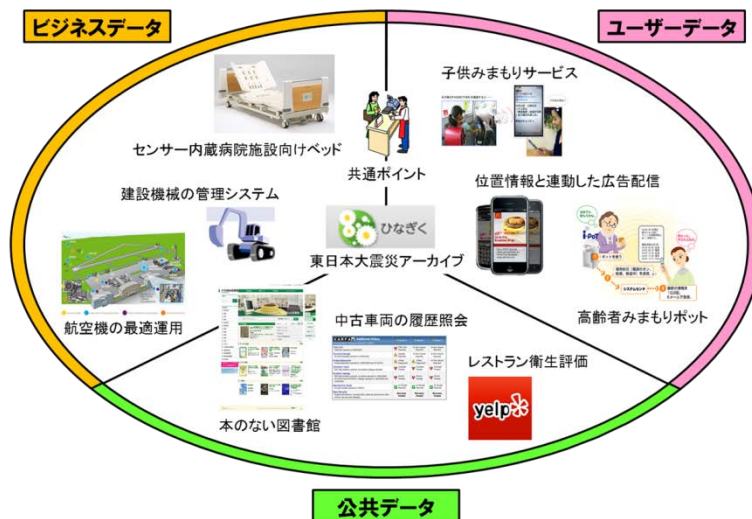 ビジネスデータ
ユーザーデータ
子供みまもりサービス
センサー内蔵病院施設向けベッド
共通ポイント
建設機械の管理システム
位置情報と連動した広告配信
ひなぎく
東日本大震災アーカイブ
i-PoT
航空機の最適運用
高齢者みまもりポット
中古車両の履歴照会
CARFAX
レストラン衛生評価
yelp
本のない図書館
公共データ